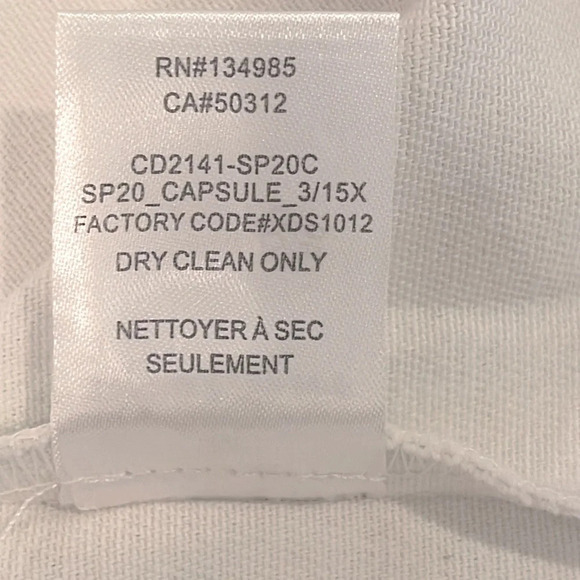 RN#134985
CA#50312
CD2141-SP20C
SP20_CAPSULE_3/15X
FACTORY CODE#XDS1012
DRY CLEAN ONLY
NETTOYER À SEC
SEULEMENT